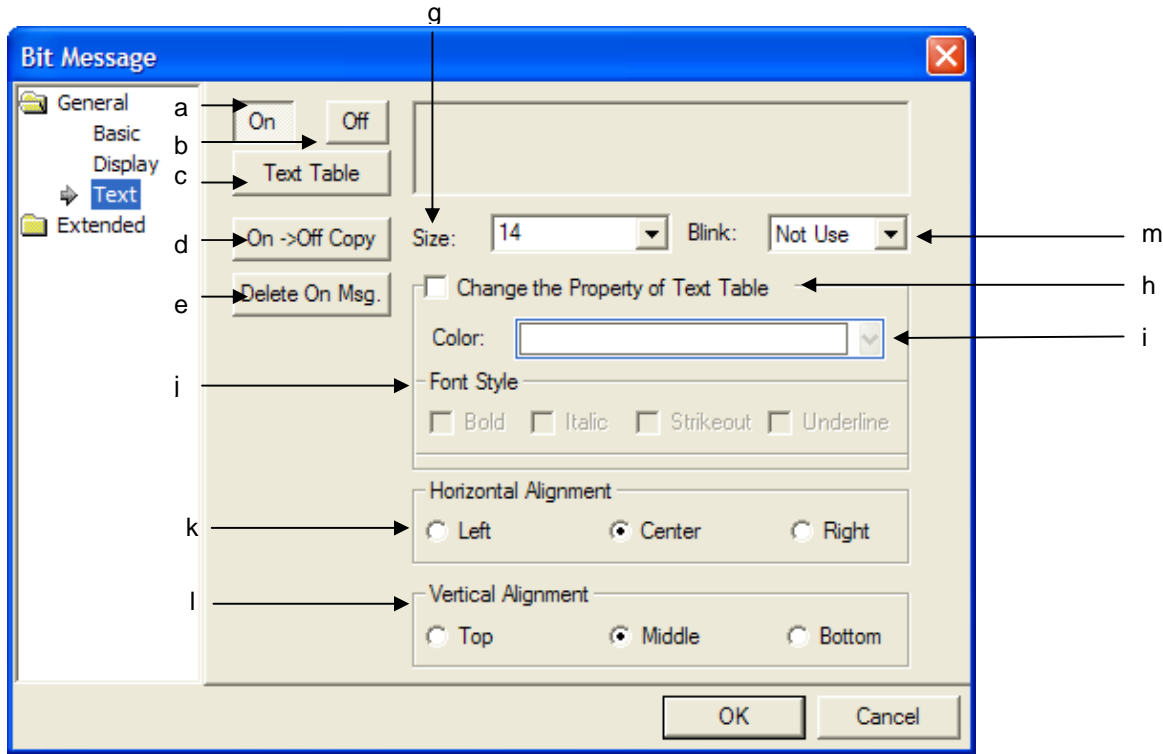 g
Bit Message
General
Basic
Display
Text
Extended
a
b
c
d
e
On
Off
Text Table
On ->Off Copy
Delete On Msg.
Size:
14
Blink:
Not Use
m
Change the Property of Text Table
h
Color:
i
j
Font Style
Bold
Italic
Strikeout
Underline
k
Horizontal Alignment
Left
Center
Right
l
Vertical Alignment
Top
Middle
Bottom
OK
Cancel